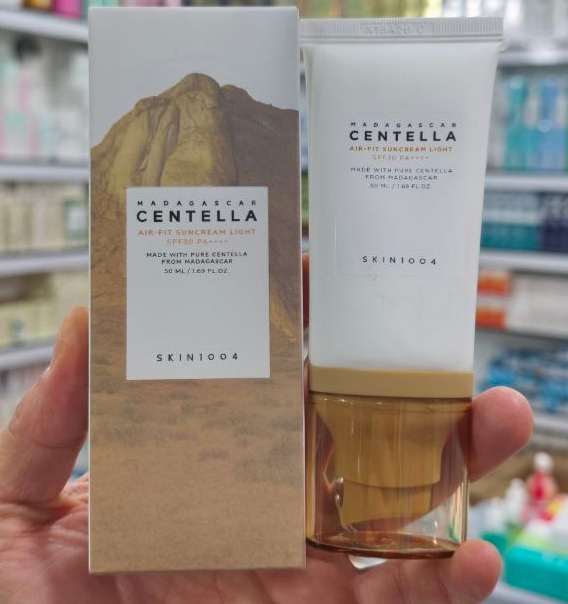 MADAGASCAR
CENTELLA
AIR-FIT SUNCREAM LIGHT
SPF30 PA++++
MADE WITH PURE CENTELLA
FROM MADAGASCAR
50 ML / 1.69 FL.OZ.
SKIN1004
MADAGASCAR
CENTELLA
AIR-FIT SUNCREAM LIGHT
SPF30 PA++++
MADE WITH PURE CENTELLA
FROM MADAGASCAR
50 ML / 1.69 FL.OZ.
SKIN1004